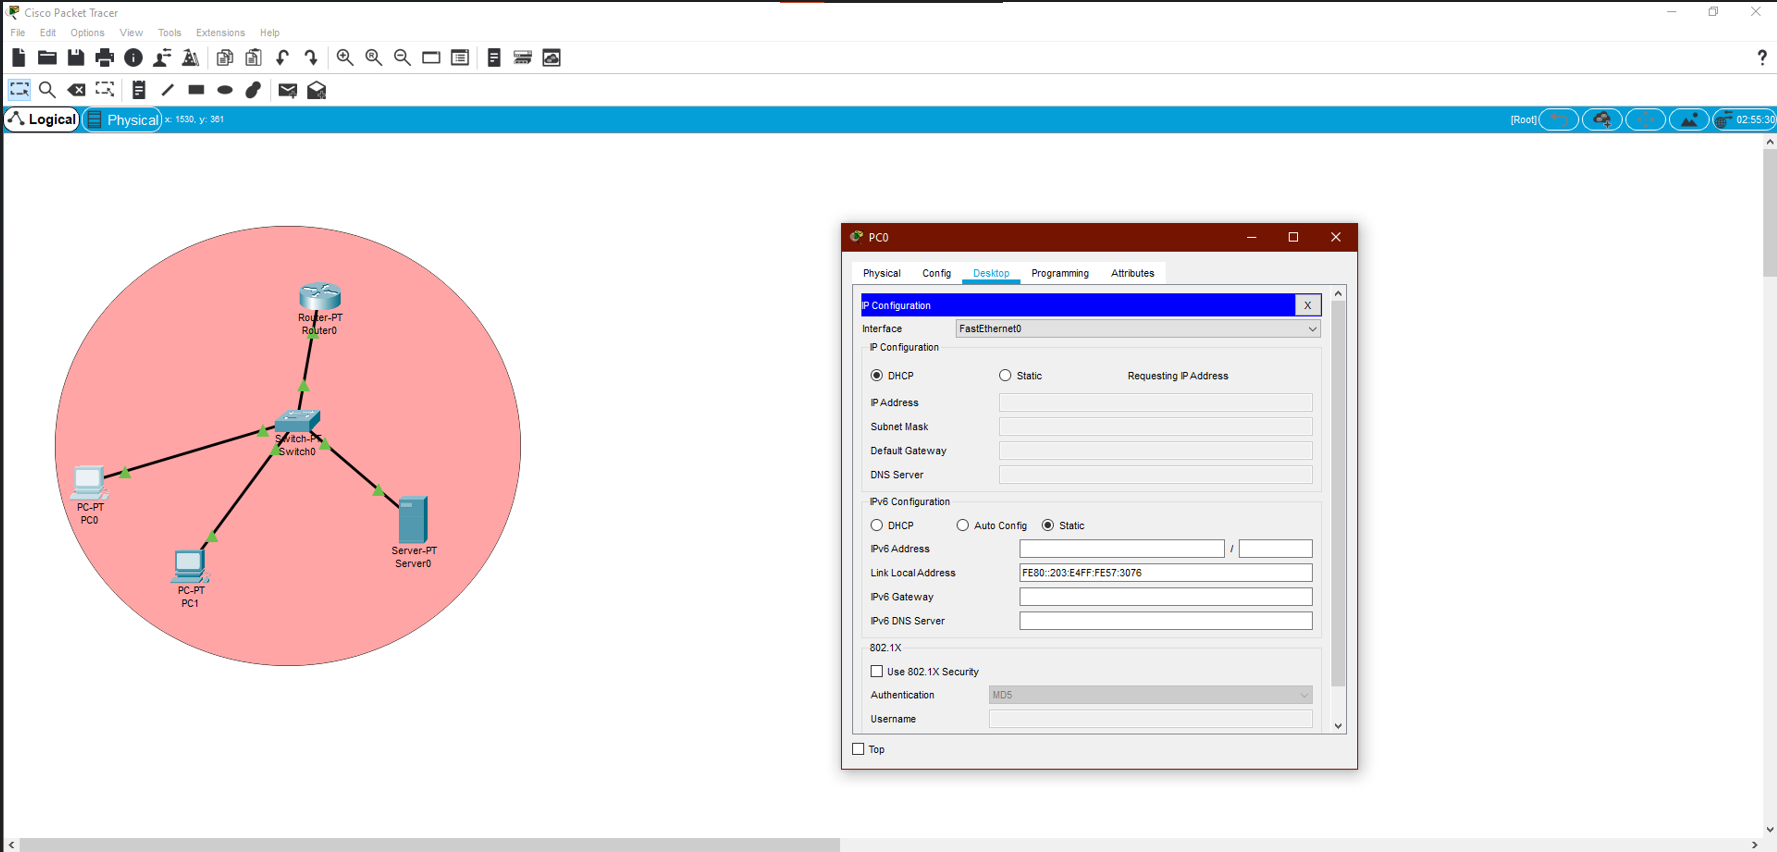 Cisco Packet Tracer
File Edit Options View Tools Extensions Help
?
Logical Physical x: 1530, y: 361 [Root] 02:55:30
Router-PT
Router0
Switch-PT
Switch0
PC-PT
PC0
PC-PT
PC1
Server-PT
Server0
PC0
Physical Config Desktop Programming Attributes
IP Configuration X
Interface FastEthernet0
IP Configuration
DHCP Static Requesting IP Address
IP Address
Subnet Mask
Default Gateway
DNS Server
IPv6 Configuration
DHCP Auto Config Static
IPv6 Address /
Link Local Address FE80::203:E4FF:FE57:3076
IPv6 Gateway
IPv6 DNS Server
802.1X
Use 802.1X Security
Authentication MD5
Username
Top